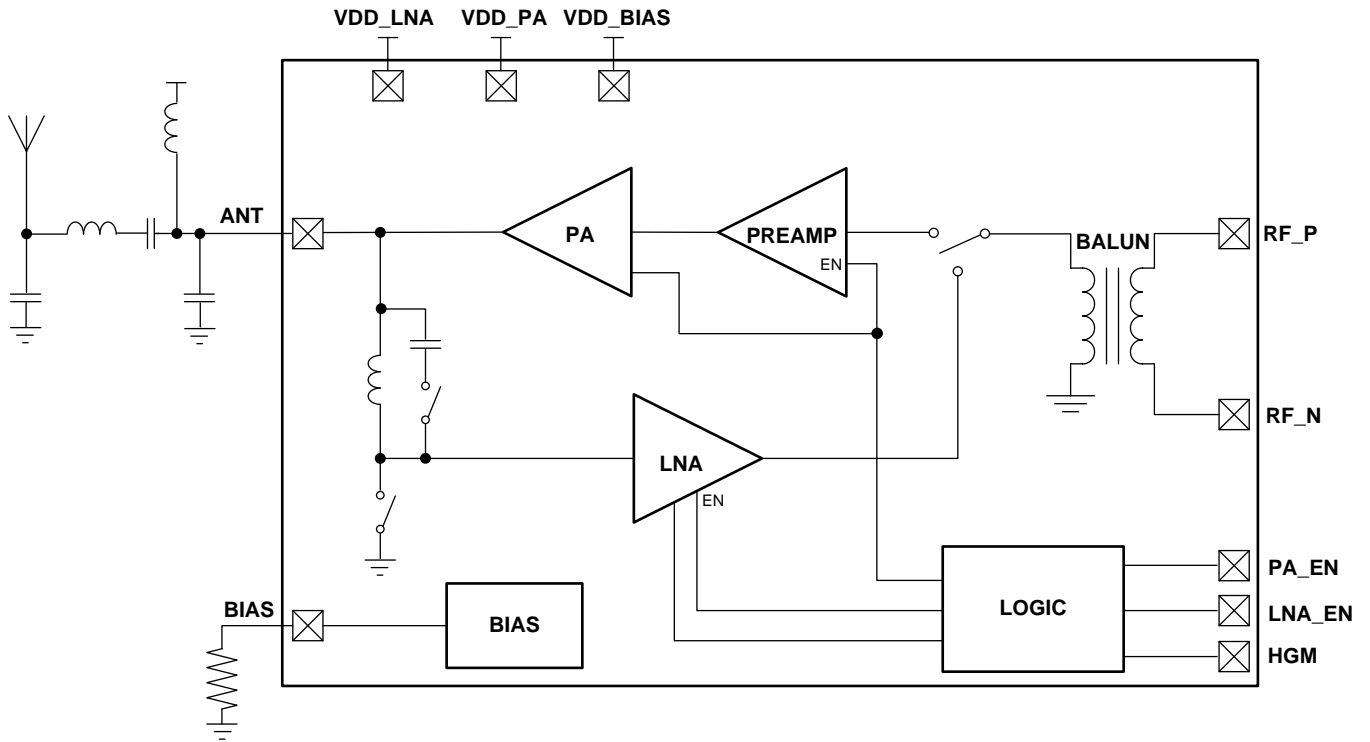 VDD_LNA VDD_PA VDD_BIAS
ANT
PA
PREAMP
EN
BALUN
RF_P
RF_N
LNA
EN
LOGIC
PA_EN
LNA_EN
HGM
BIAS
BIAS